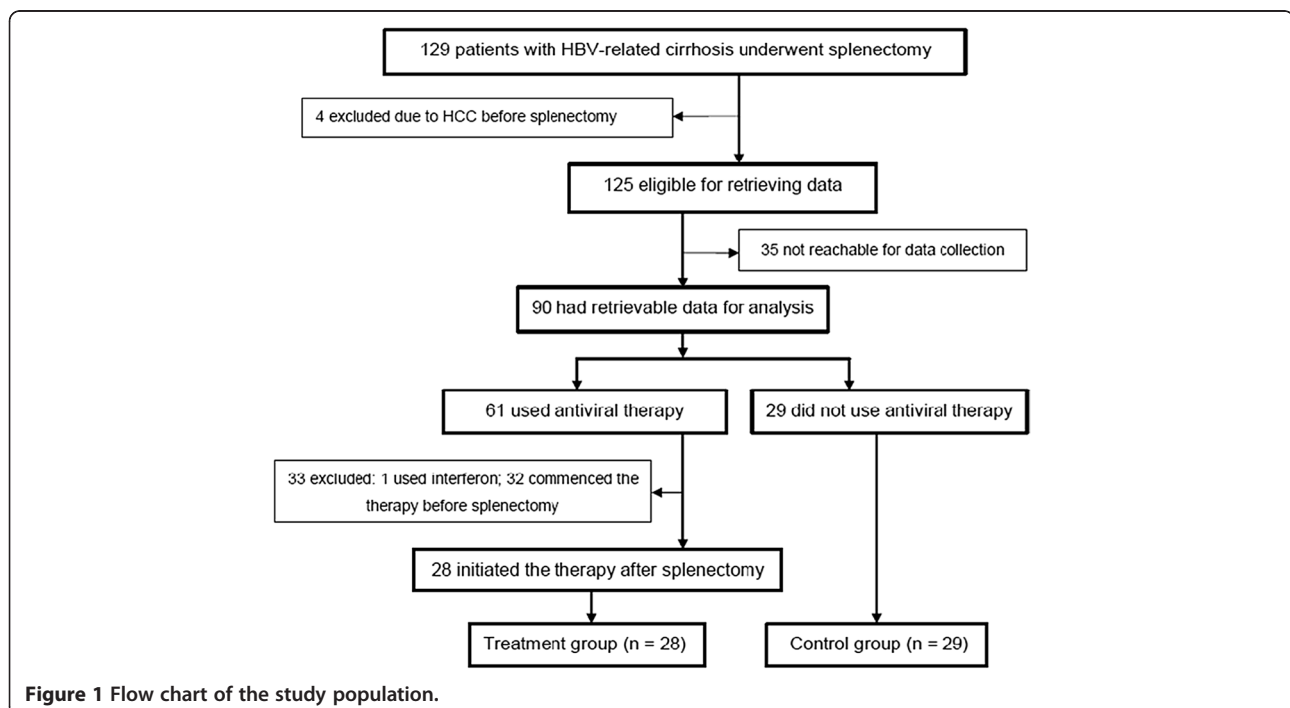 129 patients with HBV-related cirrhosis underwent splenectomy
4 excluded due to HCC before splenectomy
125 eligible for retrieving data
35 not reachable for data collection
90 had retrievable data for analysis
61 used antiviral therapy
29 did not use antiviral therapy
33 excluded: 1 used interferon; 32 commenced the
therapy before splenectomy
28 initiated the therapy after splenectomy
Treatment group (n = 28)
Control group (n = 29)
Figure 1 Flow chart of the study population.